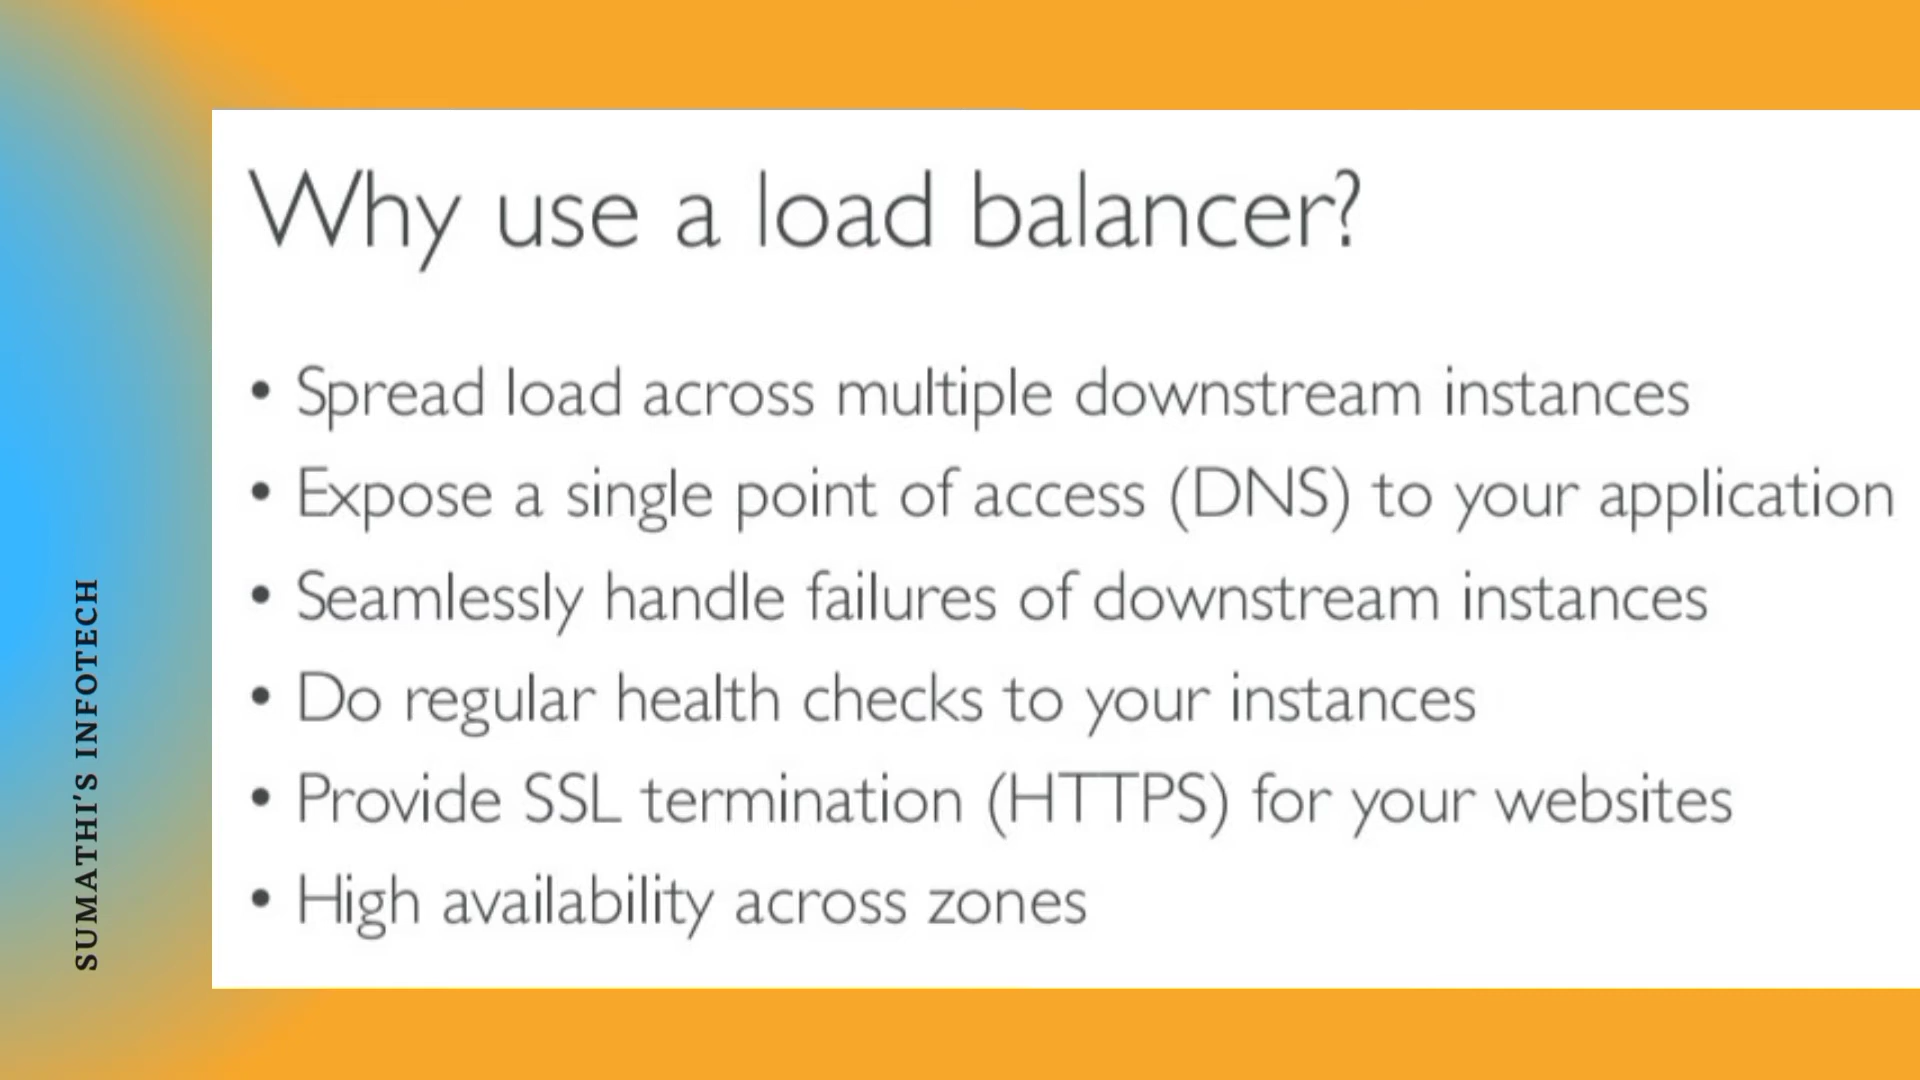 Why use a load balancer?
• Spread load across multiple downstream instances
• Expose a single point of access (DNS) to your application
• Seamlessly handle failures of downstream instances
• Do regular health checks to your instances
• Provide SSL termination (HTTPS) for your websites
• High availability across zones
SUMATHI'S INFOTECH